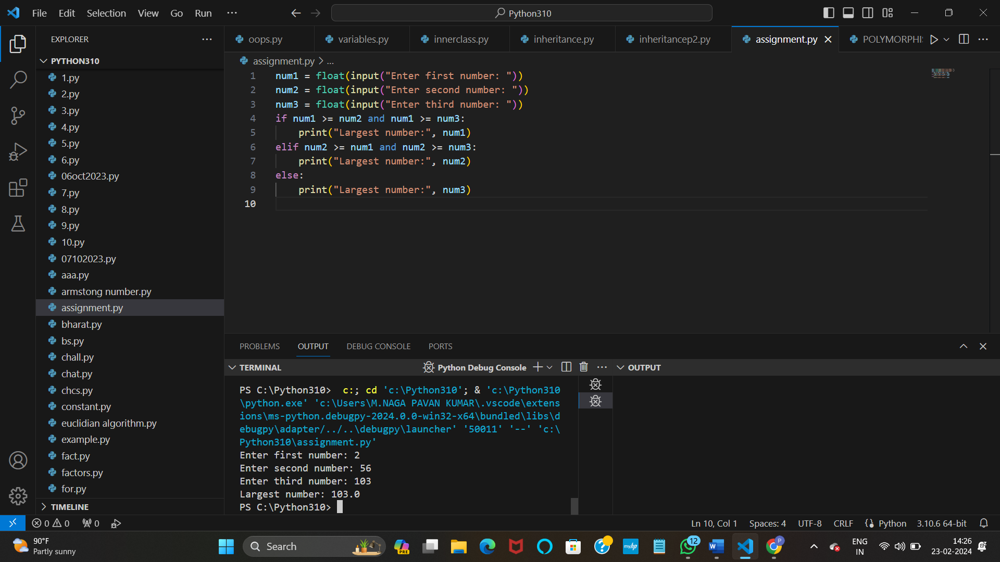 File Edit Selection View Go Run ...
Python310
EXPLORER
PYTHON310
1.py
2.py
3.py
4.py
5.py
6.py
06oct2023.py
7.py
8.py
9.py
10.py
07102023.py
aaa.py
armstong number.py
assignment.py
bharat.py
bs.py
chall.py
chat.py
chcs.py
constant.py
euclidian algorithm.py
example.py
fact.py
factors.py
for.py
TIMELINE
oops.py variables.py innerclass.py inheritance.py inheritancep2.py assignment.py POLYMORPHI
assignment.py > ...
1 num1 = float(input("Enter first number: "))
2 num2 = float(input("Enter second number: "))
3 num3 = float(input("Enter third number: "))
4 if num1 >= num2 and num1 >= num3:
5     print("Largest number:", num1)
6 elif num2 >= num1 and num2 >= num3:
7     print("Largest number:", num2)
8 else:
9     print("Largest number:", num3)
10
PROBLEMS OUTPUT DEBUG CONSOLE PORTS
TERMINAL Python Debug Console
PS C:\Python310>  c:; cd 'c:\Python310'; & 'c:\Python310
\python.exe' 'c:\Users\M.NAGA PAVAN KUMAR\.vscode\extens
ions\ms-python.debugpy-2024.0.0-win32-x64\bundled\libs\d
ebugpy\adapter/../..\debugpy\launcher' '50011' '--' 'c:\
Python310\assignment.py'
Enter first number: 2
Enter second number: 56
Enter third number: 103
Largest number: 103.0
PS C:\Python310>
OUTPUT
0 0 0 Ln 10, Col 1 Spaces: 4 UTF-8 CRLF Python 3.10.6 64-bit
90°F
Partly sunny
Search
PRE
myhp
12
P
ENG
IN
14:26
23-02-2024